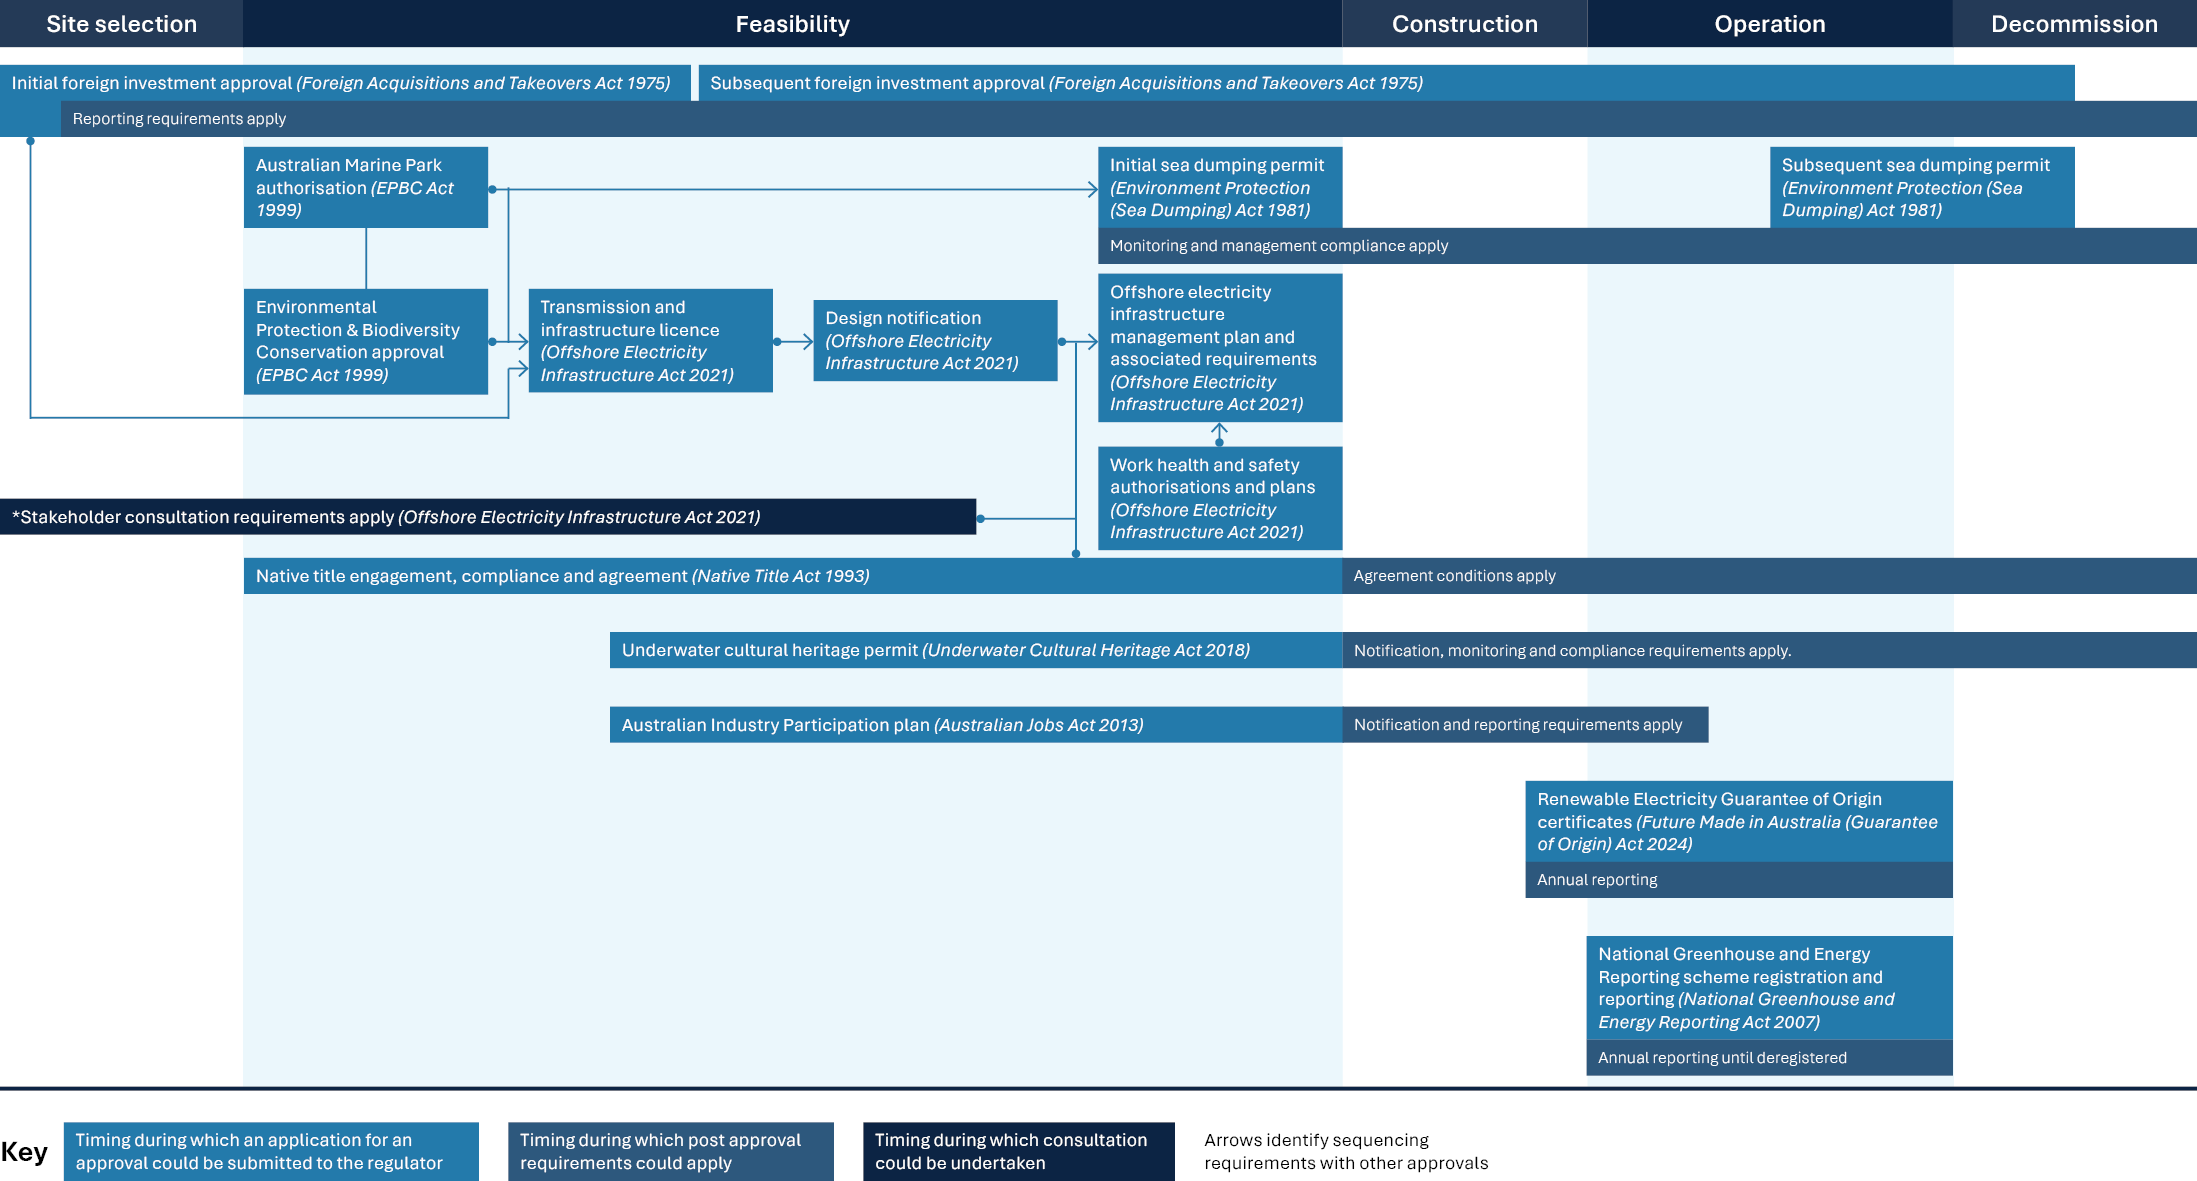 Site selection
Feasibility
Construction
Operation
Decommission
Initial foreign investment approval (Foreign Acquisitions and Takeovers Act 1975)
Subsequent foreign investment approval (Foreign Acquisitions and Takeovers Act 1975)
Reporting requirements apply
Australian Marine Park
authorisation (EPBC Act
1999)
Initial sea dumping permit
(Environment Protection
(Sea Dumping) Act 1981)
Subsequent sea dumping permit
(Environment Protection (Sea
Dumping) Act 1981)
Monitoring and management compliance apply
Environmental
Protection & Biodiversity
Conservation approval
(EPBC Act 1999)
Transmission and
infrastructure licence
(Offshore Electricity
Infrastructure Act 2021)
Design notification
(Offshore Electricity
Infrastructure Act 2021)
Offshore electricity
infrastructure
management plan and
associated requirements
(Offshore Electricity
Infrastructure Act 2021)
Work health and safety
authorisations and plans
(Offshore Electricity
Infrastructure Act 2021)
*Stakeholder consultation requirements apply (Offshore Electricity Infrastructure Act 2021)
Native title engagement, compliance and agreement (Native Title Act 1993)
Agreement conditions apply
Underwater cultural heritage permit (Underwater Cultural Heritage Act 2018)
Notification, monitoring and compliance requirements apply.
Australian Industry Participation plan (Australian Jobs Act 2013)
Notification and reporting requirements apply
Renewable Electricity Guarantee of Origin
certificates (Future Made in Australia (Guarantee
of Origin) Act 2024)
Annual reporting
National Greenhouse and Energy
Reporting scheme registration and
reporting (National Greenhouse and
Energy Reporting Act 2007)
Annual reporting until deregistered
Key
Timing during which an application for an
approval could be submitted to the regulator
Timing during which post approval
requirements could apply
Timing during which consultation
could be undertaken
Arrows identify sequencing
requirements with other approvals